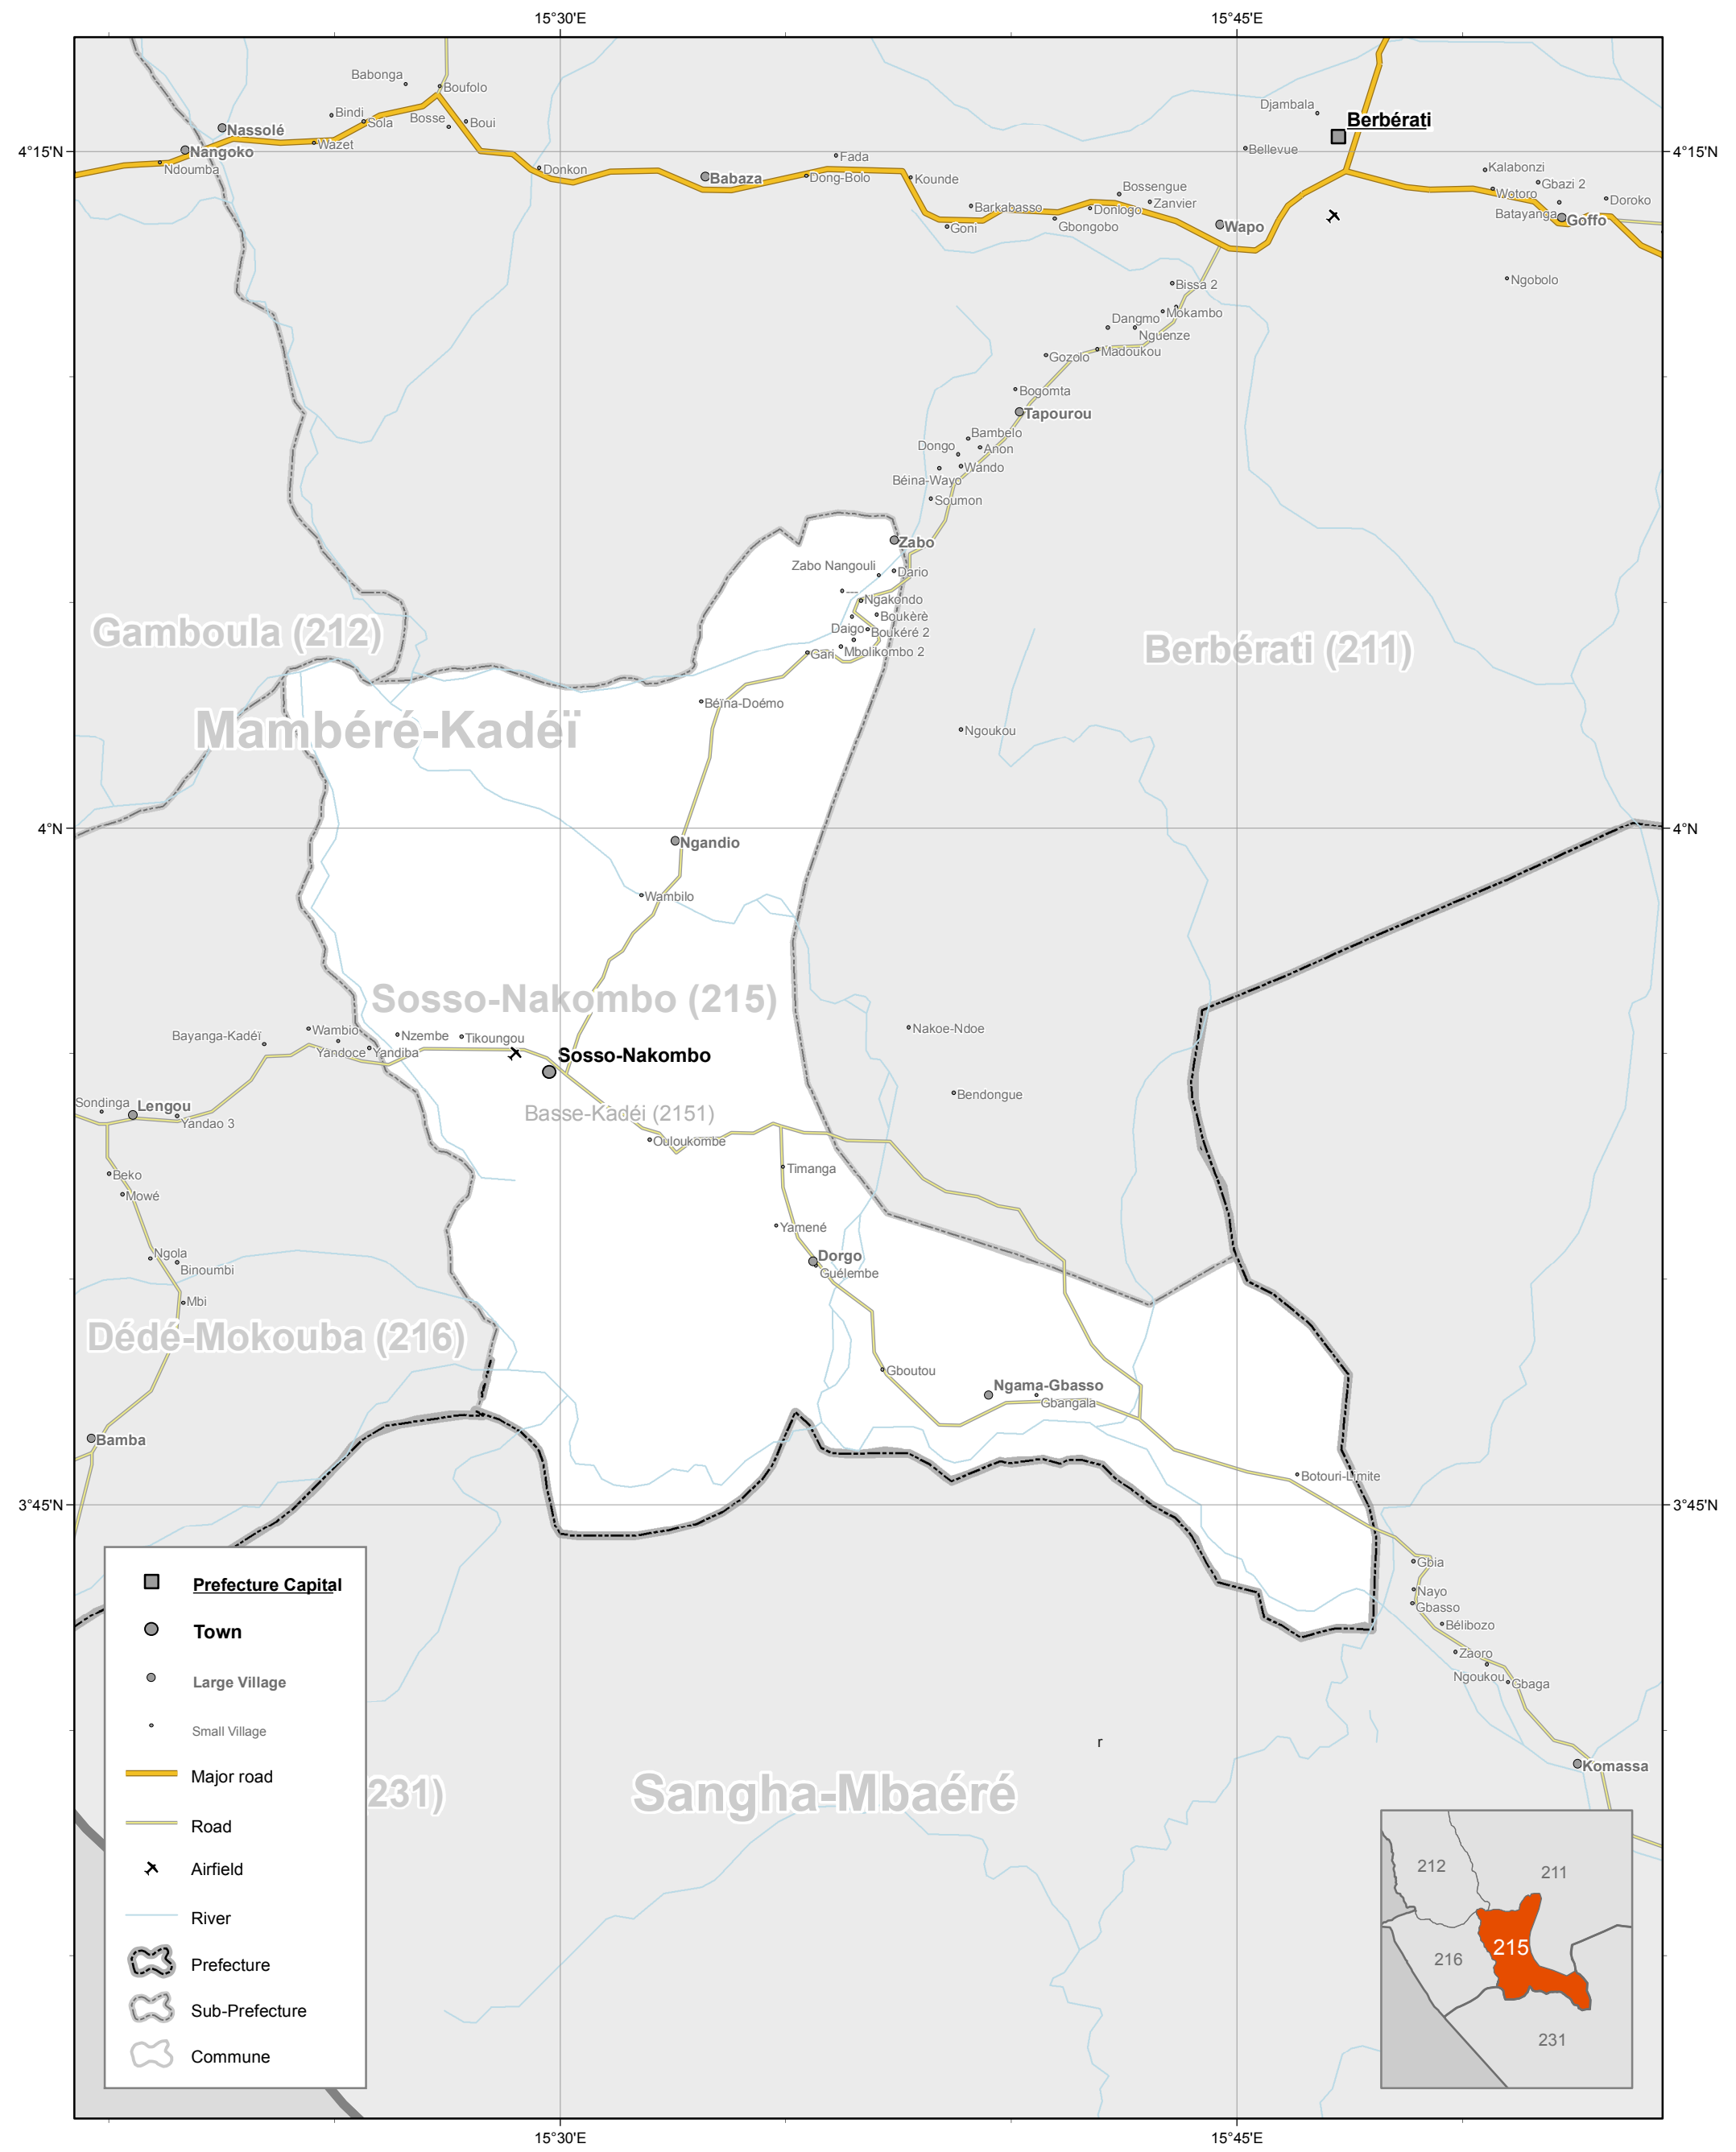 15°30'E
15°45'E
Babonga
Boufolo
Djambala
Berbérati
Bindi
Sola
Bosse
Boui
Nassolé
4°15'N
Nangoko
Wazet
Bellevue
4°15'N
Ndoumba
Donkon
Fada
Babaza
Dong-Bolo
Kounde
Kalabonzi
Gbazi 2
Bossengue
Wotoro
Doroko
Barkabasso
Donlogo
Zanvier
Batayanga
Goffo
Goni
Gbongobo
Wapo
Ngobolo
Bissa 2
Mokambo
Dangmo
Nguenze
Madoukou
Gozolo
Bogomta
Tapourou
Bambelo
Dongo
Anon
Wando
Béina-Wayo
Soumon
Zabo
Zabo Nangouli
Dario
Ngakondo
Boukèrè
Daigo
Boukéré 2
Gamboula (212)
Berbérati (211)
Gari
Mbolikombo 2
Béïna-Doémo
Mambéré-Kadéï
Ngoukou
4°N
4°N
Ngandio
Wambilo
Sosso-Nakombo (215)
Nakoe-Ndoe
Bayanga-Kadéï
Wambio
Nzembe
Tikoungou
Yandoce
Yandiba
Sosso-Nakombo
Bendongue
Sondinga
Lengou
Yandao 3
Basse-Kadéi (2151)
Ouloukombe
Beko
Timanga
Mowé
Yamené
Ngola
Binoumbi
Dorgo
Guélembe
Mbi
Dédé-Mokouba (216)
Gboutou
Ngama-Gbasso
Gbangala
Bamba
Botouri-Limite
3°45'N
3°45'N
Gbia
Nayo
Gbasso
Bélibozo
Zaoro
Ngoukou
Gbaga
r
Komassa
231)
Sangha-Mbaéré
Prefecture Capital
Town
Large Village
Small Village
Major road
Road
Airfield
River
Prefecture
Sub-Prefecture
Commune
212
211
215
216
231
15°30'E
15°45'E